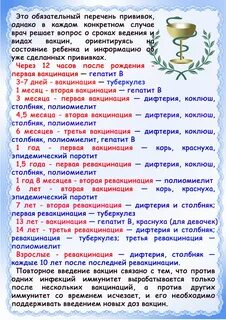 Это обязательный перечень прививок,
однако в каждом конкретном случае
врач решает вопрос о сроках ведения и
видах вакцин, ориентируясь на
состояние ребенка и информацию об
уже сделанных прививках.
Через 12 часов после рождения -
первая вакцинация — гепатит В
3–7 дней - вакцинация — туберкулез
1 месяц - вторая вакцинация — гепатит В
3 месяца - первая вакцинация — дифтерия, коклюш,
столбняк, полиомиелит
4,5 месяца - вторая вакцинация — дифтерия, коклюш,
столбняк, полиомиелит
6 месяцев - третья вакцинация — дифтерия, коклюш,
столбняк, полиомиелит, гепатит В
1 год - первая вакцинация — корь, краснуха,
эпидемический паротит
1,5 года - первая вакцинация — дифтерия, коклюш,
столбняк, полиомиелит
1 год 8 месяцев - вторая ревакцинация — полиомиелит
6 лет - вторая вакцинация — корь, краснуха,
эпидемический паротит
7 лет - вторая ревакцинация — дифтерия и столбняк;
первая ревакцинация — туберкулез
13 лет - вакцинация — гепатит В, краснуха (для девочек)
14 лет - третья ревакцинация — дифтерия и столбняк;
ревакцинация — туберкулез; третья ревакцинация —
полиомиелит
Взрослые - ревакцинация — дифтерия, столбняк —
каждые 10 лет после последней ревакцинации.
Повторное введение вакцин связано с тем, что против
одних инфекций иммунитет вырабатывается только
после нескольких вакцинаций, а против других
иммунитет со временем исчезает, и его необходимо
поддерживать введением новых доз вакцин.